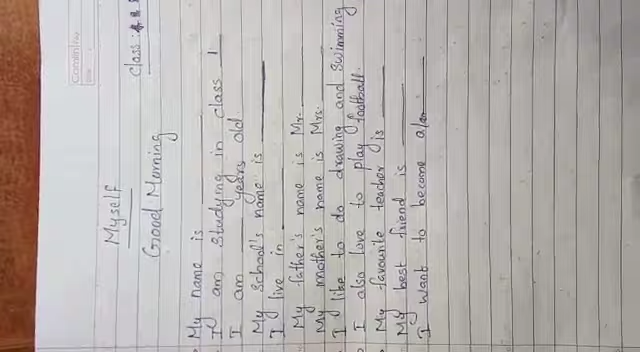 Class :
Myself
Good Morning
My name is
I am studying in class 1
I am years old
My school's name is
I live in
My father's name is Mr.
My mother's name is Mrs.
I like to do drawing and swimming
I also love to play football.
My favourite teacher is
My best friend is
I want to become a/an